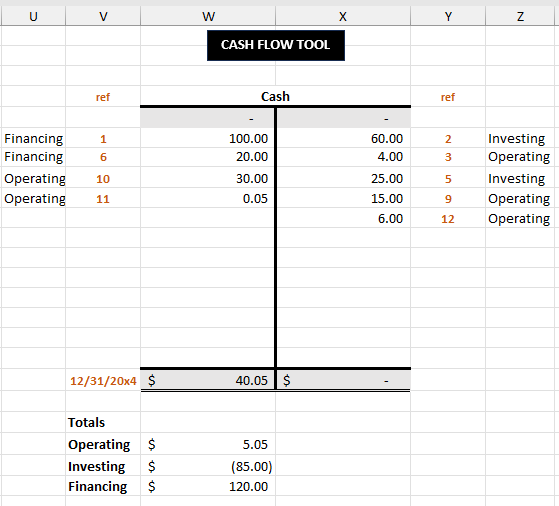 U V W X Y Z
CASH FLOW TOOL
ref Cash ref
- -
Financing 1 100.00 60.00 2 Investing
Financing 6 20.00 4.00 3 Operating
Operating 10 30.00 25.00 5 Investing
Operating 11 0.05 15.00 9 Operating
6.00 12 Operating
12/31/20x4 $ 40.05 $ -
Totals
Operating $ 5.05
Investing $ (85.00)
Financing $ 120.00